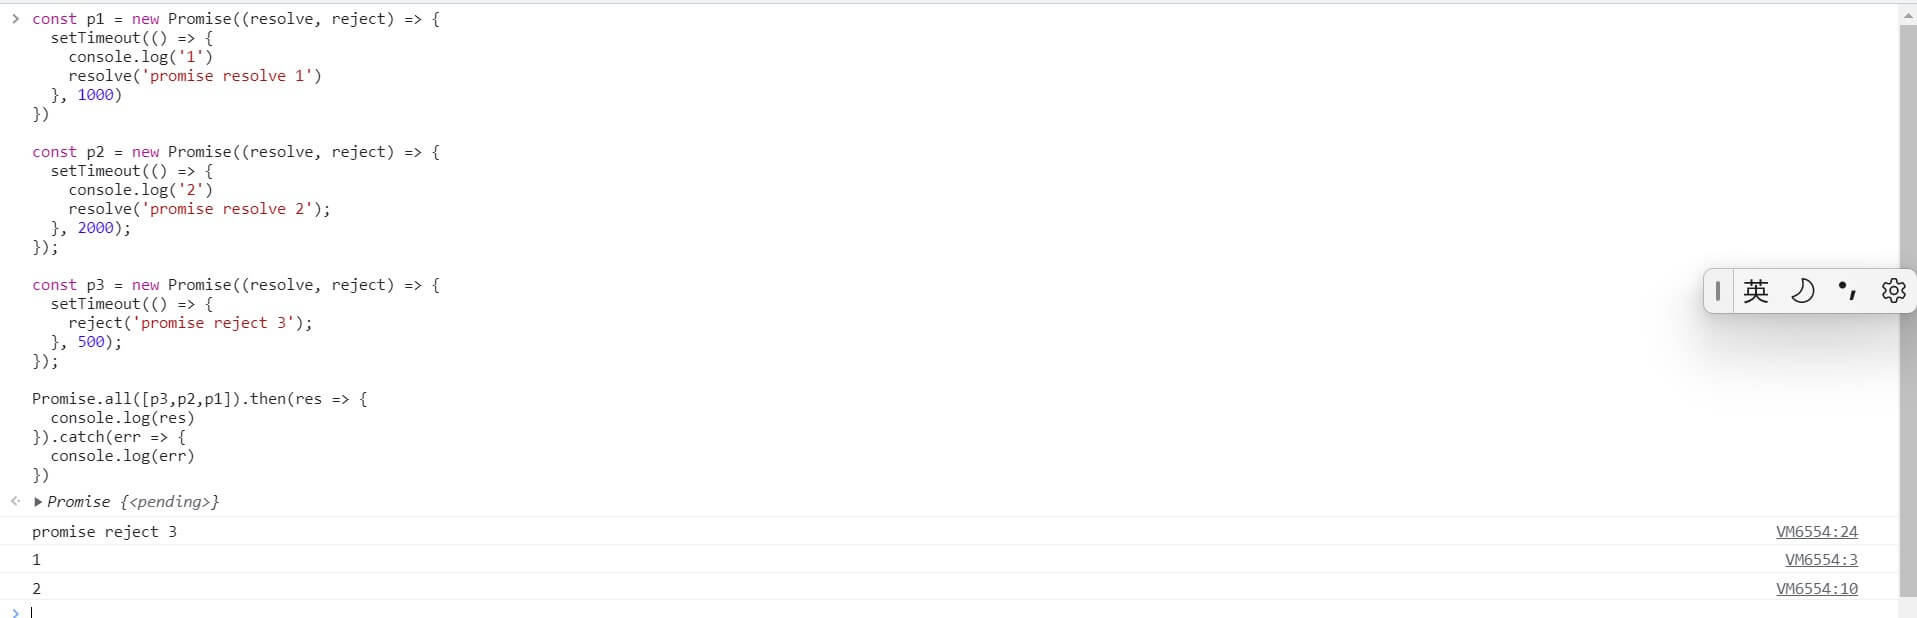 const p1 = new Promise((resolve, reject) => {
  setTimeout(() => {
    console.log('1')
    resolve('promise resolve 1')
  }, 1000)
})

const p2 = new Promise((resolve, reject) => {
  setTimeout(() => {
    console.log('2')
    resolve('promise resolve 2');
  }, 2000);
});

const p3 = new Promise((resolve, reject) => {
  setTimeout(() => {
    reject('promise reject 3');
  }, 500);
});

Promise.all([p3,p2,p1]).then(res => {
  console.log(res)
}).catch(err => {
  console.log(err)
})
Promise {<pending>}
promise reject 3 VM6554:24
1 VM6554:3
2 VM6554:10
英